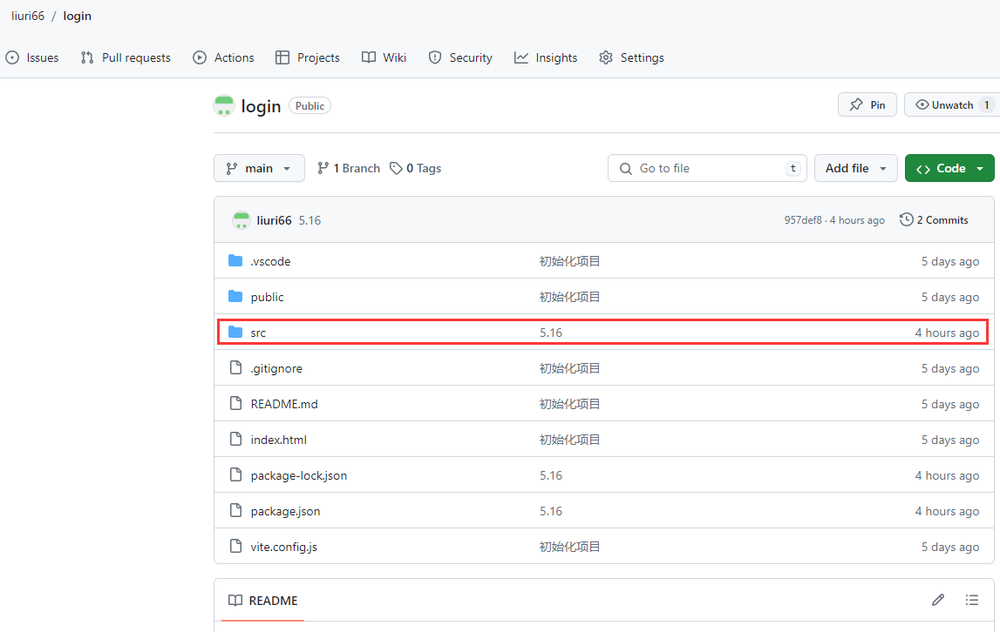 liuri66 / login
Issues Pull requests Actions Projects Wiki Security Insights Settings
login Public Pin Unwatch 1
main 1 Branch 0 Tags Go to file t Add file Code
liuri66 5.16 957def8 · 4 hours ago 2 Commits
.vscode 初始化项目 5 days ago
public 初始化项目 5 days ago
src 5.16 4 hours ago
.gitignore 初始化项目 5 days ago
README.md 初始化项目 5 days ago
index.html 初始化项目 5 days ago
package-lock.json 5.16 4 hours ago
package.json 5.16 4 hours ago
vite.config.js 初始化项目 5 days ago
README